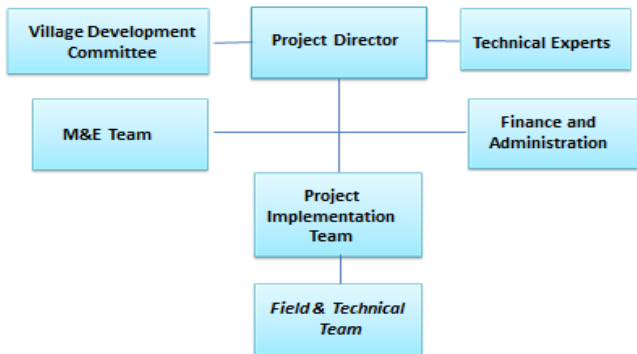 Village Development
Committee
Project Director
Technical Experts
M&E Team
Finance and
Administration
Project
Implementation
Team
Field & Technical
Team